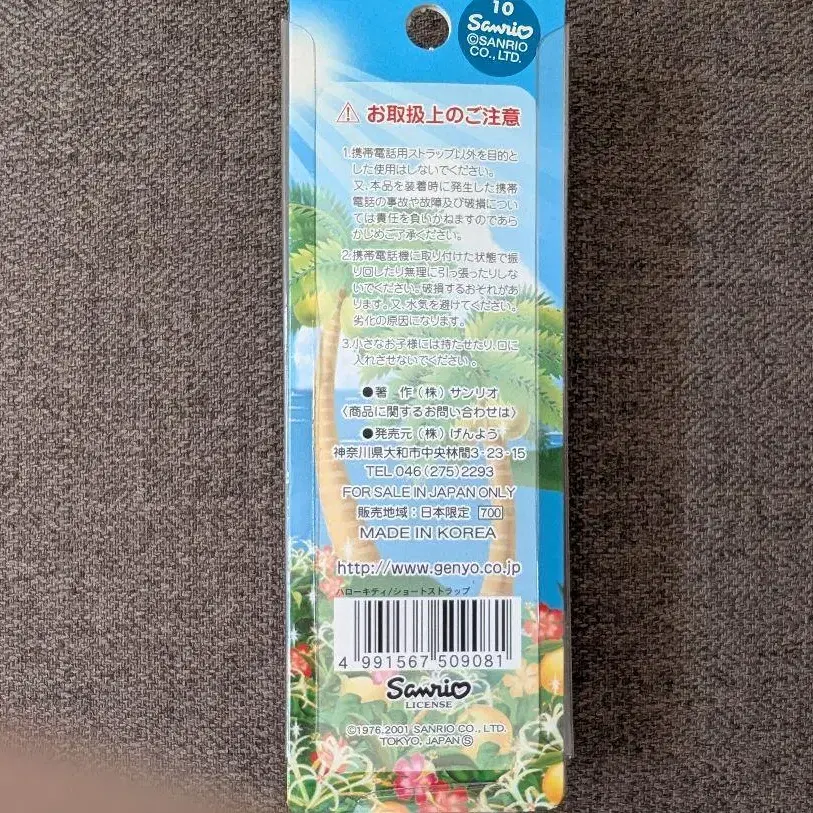 10
Sanrio
©SANRIO
CO., LTD.
⚠ お取扱上のご注意
1.携帯電話用ストラップ以外を目的と
した使用はしないでください。
又、本品を装着時に発生した携帯
電話の事故や故障及び破損につい
ては責任を負いかねますのであら
かじめご了承ください。
2.携帯電話機に取り付けた状態で振
り回したり無理に引っ張ったりしな
いでください。破損するおそれがあ
ります。又、水気を避けてください。
劣化の原因になります。
3.小さなお子様には持たせたり、口に
入れさせないでください。
●著 作(株) サンリオ
〈商品に関するお問い合わせは〉
●発売元(株) げんよう
神奈川県大和市中央林間3-23-15
TEL 046(275)2293
FOR SALE IN JAPAN ONLY
販売地域:日本限定 700
MADE IN KOREA
http://www.genyo.co.jp
ハローキティ/ショートストラップ
4 991567 509081
Sanrio
LICENSE
©1976,2001 SANRIO CO., LTD.
TOKYO, JAPAN Ⓢ